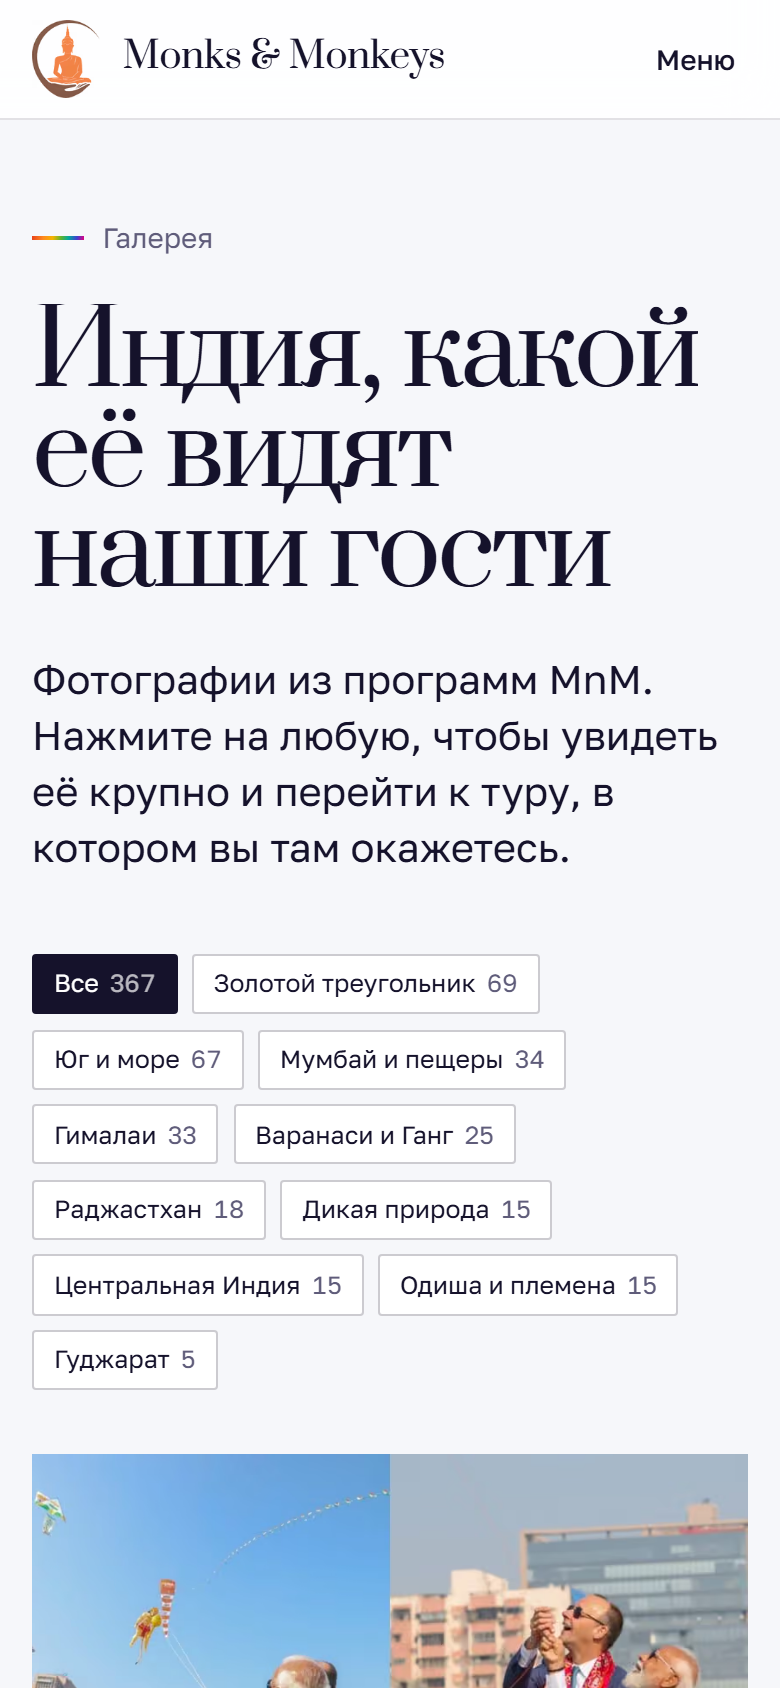 Monks & Monkeys
Меню
Галерея
Индия, какой
её видят
наши гости
Фотографии из программ MnM.
Нажмите на любую, чтобы увидеть
её крупно и перейти к туру, в
котором вы там окажетесь.
Все 367
Золотой треугольник 69
Юг и море 67
Мумбай и пещеры 34
Гималаи 33
Варанаси и Ганг 25
Раджастхан 18
Дикая природа 15
Центральная Индия 15
Одиша и племена 15
Гуджарат 5